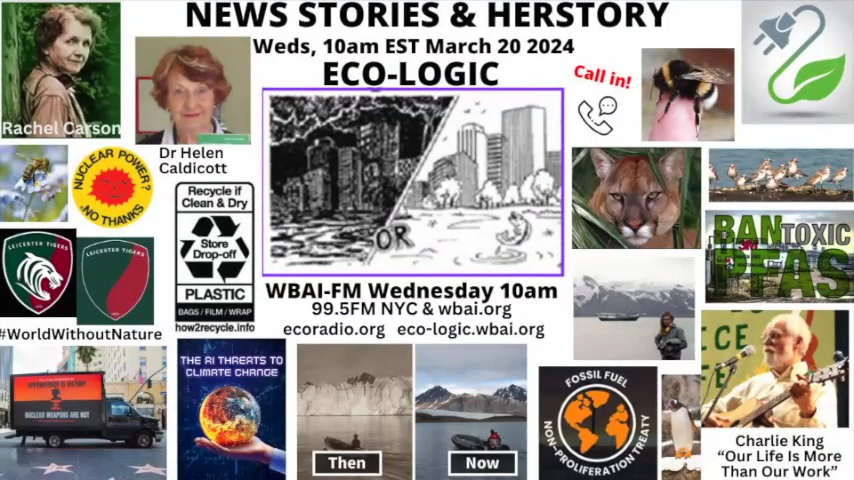 NEWS STORIES & HERSTORY
Weds, 10am EST March 20 2024
ECO-LOGIC
Call in!
Rachel Carson
Dr Helen
Caldicott
NUCLEAR POWER?
NO THANKS
Recycle if
Clean & Dry
Store
Drop-off
PLASTIC
BAGS / FILM / WRAP
how2recycle.info
OR
BAN TOXIC
PFAS
LEICESTER TIGERS
LEICESTER TIGERS
#WorldWithoutNature
WBAI-FM Wednesday 10am
99.5FM NYC & wbai.org
ecoradio.org eco-logic.wbai.org
OPPENHEIMER IS HISTORY
NUCLEAR WEAPONS ARE NOT
THE AI THREATS TO
CLIMATE CHANGE
Then
Now
FOSSIL FUEL
NON-PROLIFERATION TREATY
Charlie King
“Our Life Is More
Than Our Work”